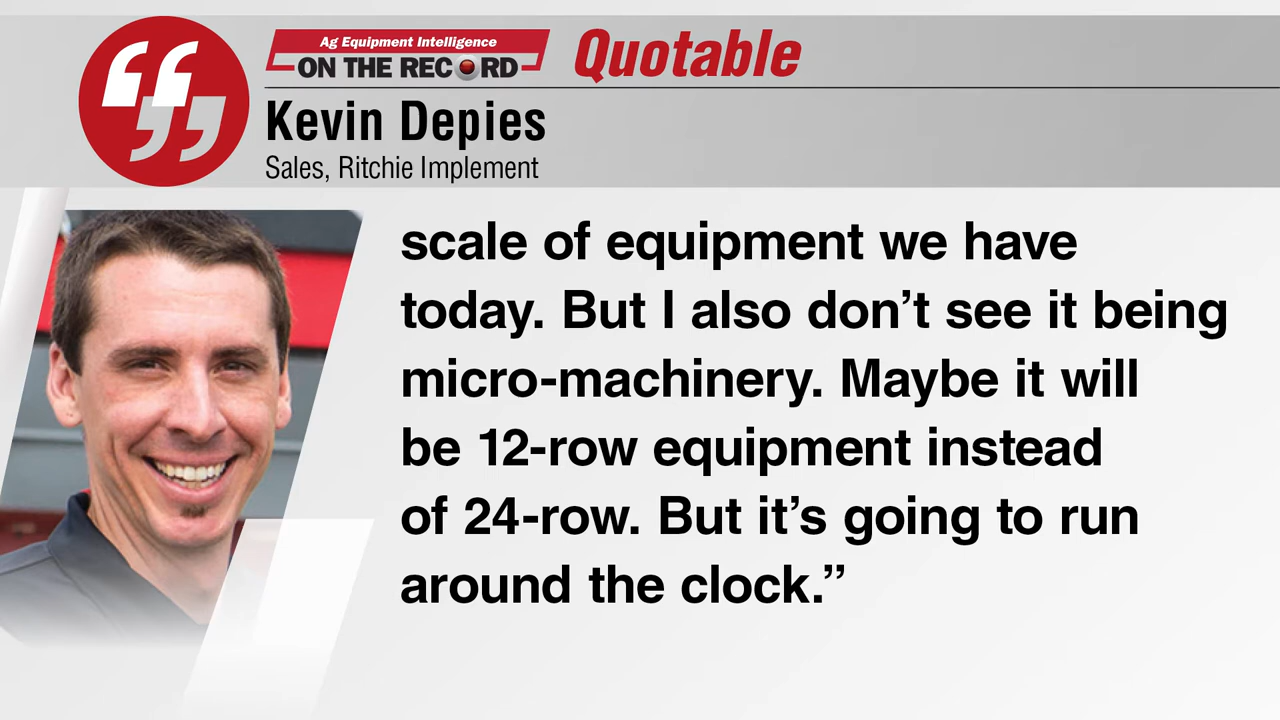 Ag Equipment Intelligence
ON THE RECORD
Quotable
Kevin Depies
Sales, Ritchie Implement
scale of equipment we have
today. But I also don’t see it being
micro-machinery. Maybe it will
be 12-row equipment instead
of 24-row. But it’s going to run
around the clock.”